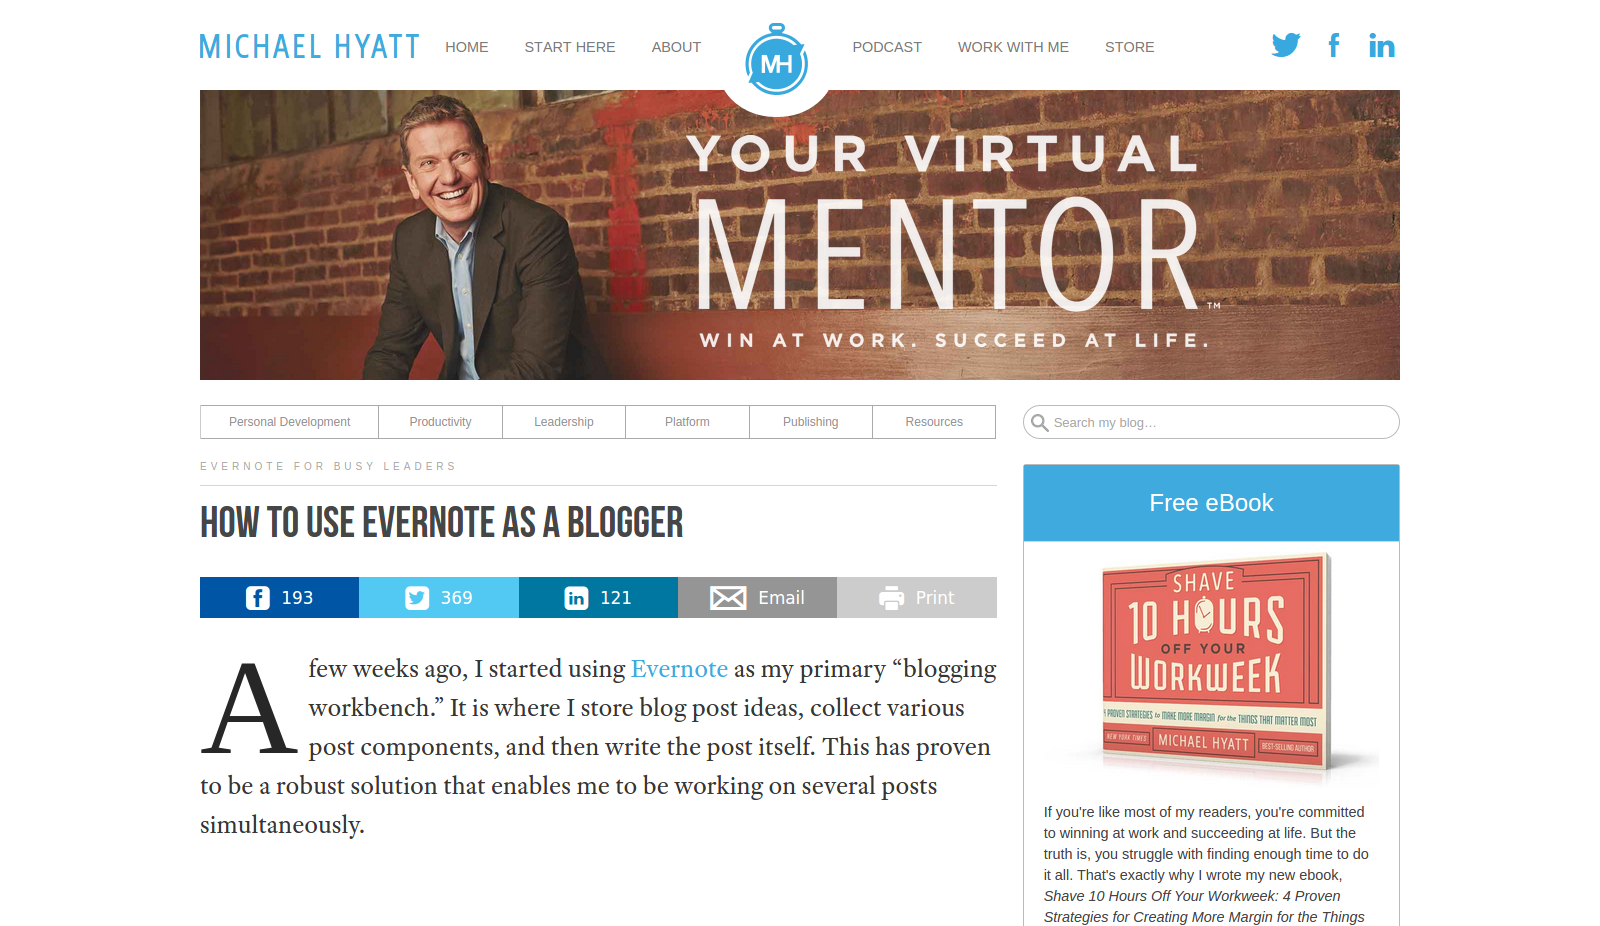 MICHAEL HYATT
HOME
START HERE
ABOUT
MH
PODCAST
WORK WITH ME
STORE
YOUR VIRTUAL
MENTOR™
WIN AT WORK. SUCCEED AT LIFE.
Personal Development
Productivity
Leadership
Platform
Publishing
Resources
Search my blog…
EVERNOTE FOR BUSY LEADERS
HOW TO USE EVERNOTE AS A BLOGGER
193
369
121
Email
Print
A few weeks ago, I started using Evernote as my primary “blogging
workbench.” It is where I store blog post ideas, collect various
post components, and then write the post itself. This has proven
to be a robust solution that enables me to be working on several posts
simultaneously.
Free eBook
SHAVE
10 HOURS
OFF YOUR
WORKWEEK
4 PROVEN STRATEGIES to MAKE MORE MARGIN for the THINGS THAT MATTER MOST
NEW YORK TIMES
MICHAEL HYATT
BEST-SELLING AUTHOR
If you're like most of my readers, you're committed
to winning at work and succeeding at life. But the
truth is, you struggle with finding enough time to do
it all. That's exactly why I wrote my new ebook,
Shave 10 Hours Off Your Workweek: 4 Proven
Strategies for Creating More Margin for the Things